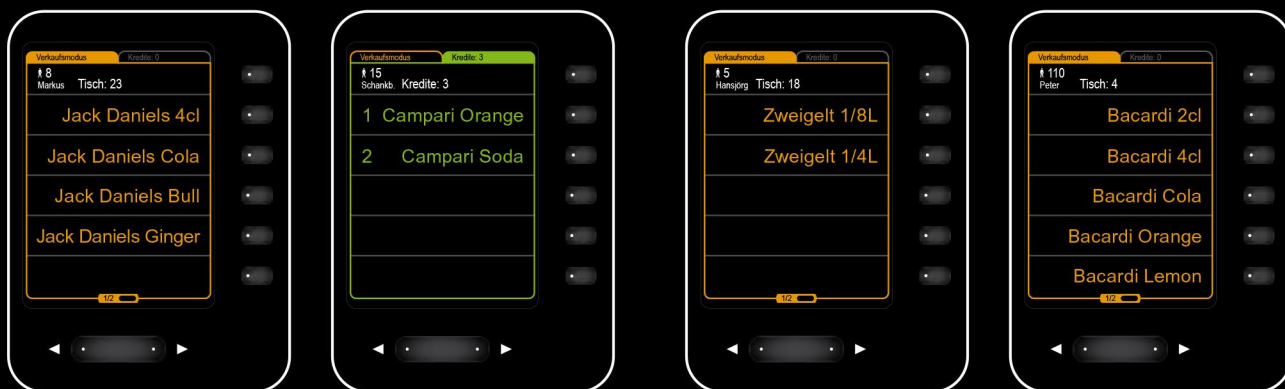 Verkaufsmodus Kredite: 0
8
Markus Tisch: 23
Jack Daniels 4cl
Jack Daniels Cola
Jack Daniels Bull
Jack Daniels Ginger
1/2
Verkaufsmodus Kredite: 3
15
Schankb. Kredite: 3
1 Campari Orange
2 Campari Soda
Verkaufsmodus Kredite: 0
5
Hansjörg Tisch: 18
Zweigelt 1/8L
Zweigelt 1/4L
1/2
Verkaufsmodus Kredite: 0
110
Peter Tisch: 4
Bacardi 2cl
Bacardi 4cl
Bacardi Cola
Bacardi Orange
Bacardi Lemon
1/2